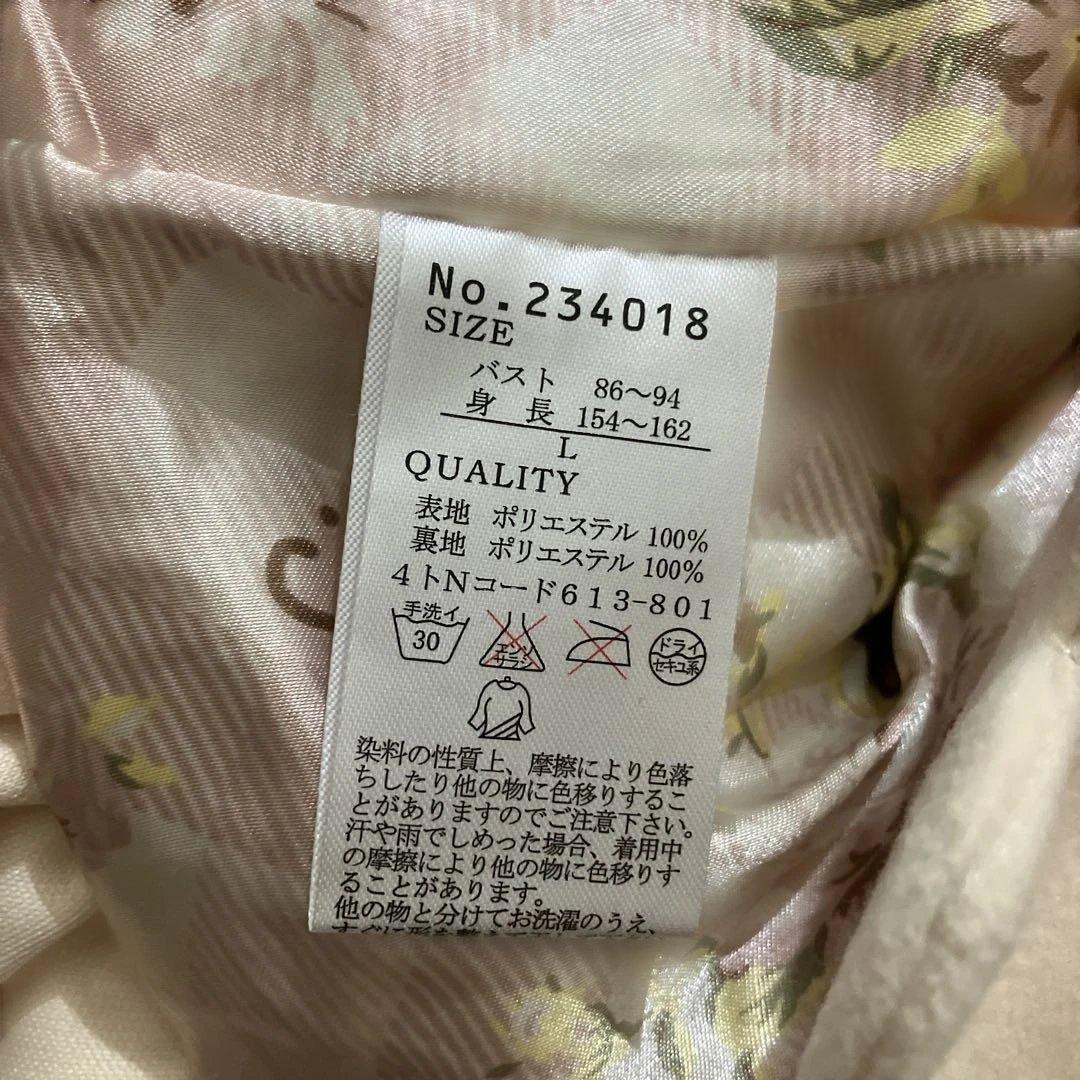 No.234018
SIZE
バスト 86～94
身長 154～162
L
QUALITY
表地 ポリエステル 100%
裏地 ポリエステル 100%
4トNコード613-801
手洗イ
30
エンソ
サラシ
ドライ
セキユ系
染料の性質上、摩擦により色落
ちしたり他の物に色移りするこ
とがありますのでご注意下さい。
汗や雨でしめった場合、着用中
の摩擦により他の物に色移りす
ることがあります。
他の物と分けてお洗濯のうえ、